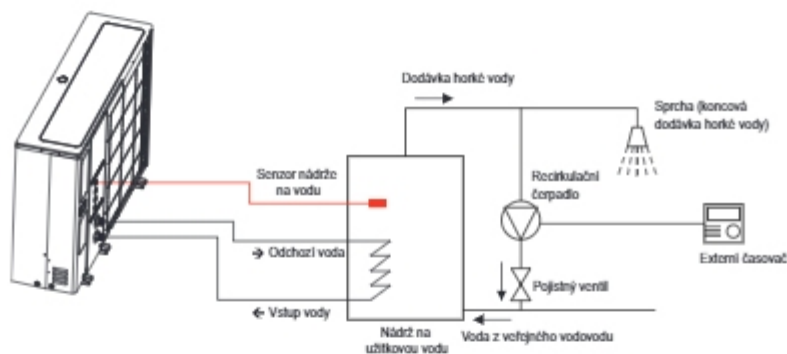 Dodávka horké vody
Sprcha (koncová
dodávka horké vody)
Senzor nádrže
na vodu
Recirkulační
čerpadlo
→ Odchozí voda
Externí časovač
Pojistný ventil
← Vstup vody
Nádrž na
užitkovou vodu
Voda z veřejného vodovodu